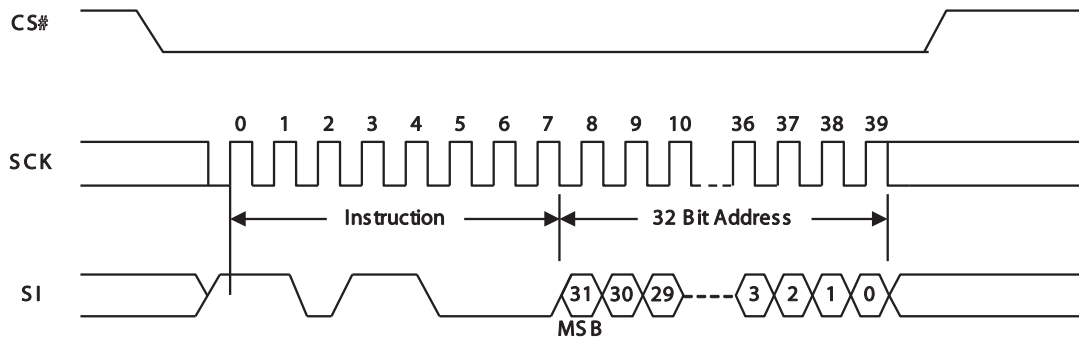 CS#
0 1 2 3 4 5 6 7 8 9 10 36 37 38 39
SCK
Instruction 32 Bit Address
SI 31 30 29 3 2 1 0
MSB